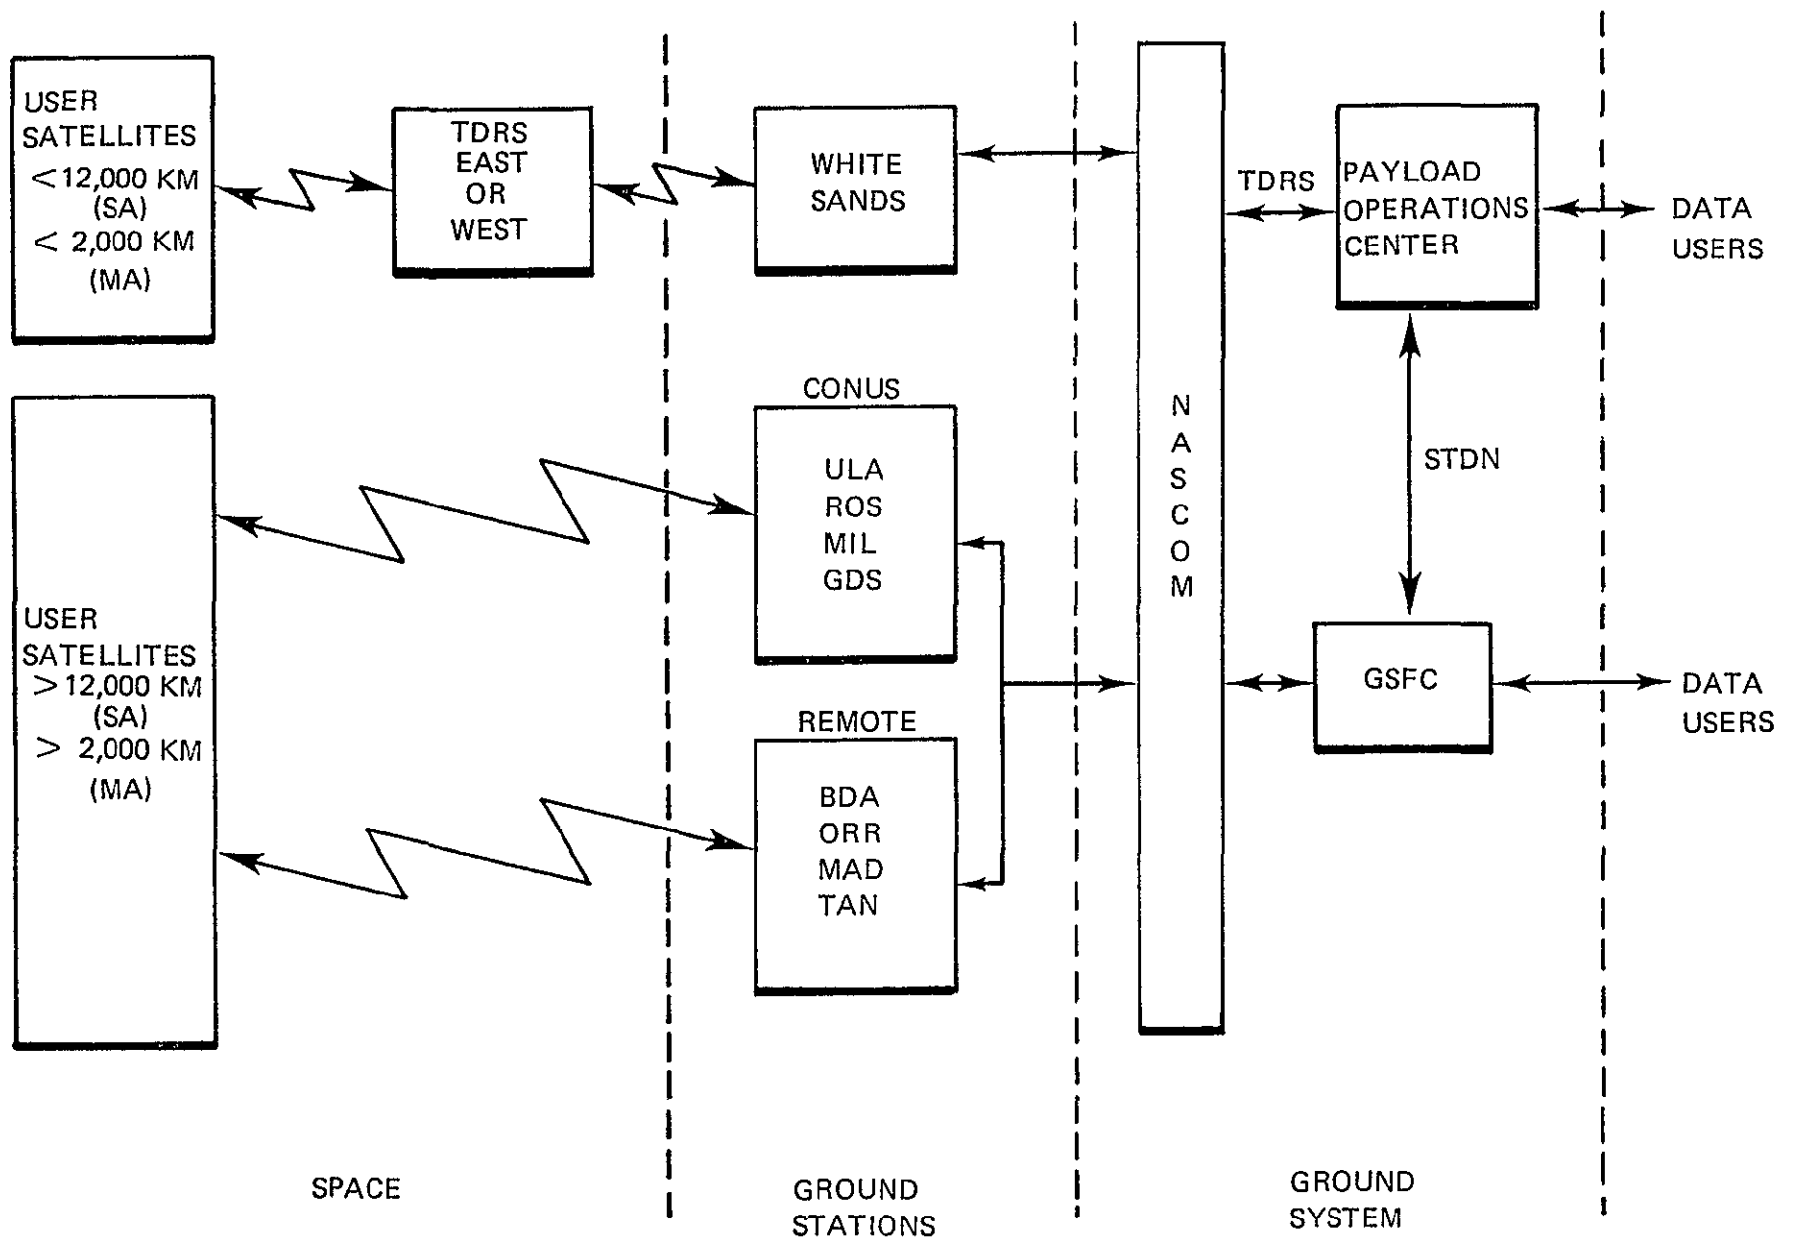 USER
SATELLITES
<12,000 KM
(SA)
< 2,000 KM
(MA)
TDRS
EAST
OR
WEST
WHITE
SANDS
TDRS
PAYLOAD
OPERATIONS
CENTER
DATA
USERS
CONUS
ULA
ROS
MIL
GDS
NASCOM
STDN
USER
SATELLITES
>12,000 KM
(SA)
> 2,000 KM
(MA)
REMOTE
BDA
ORR
MAD
TAN
GSFC
DATA
USERS
SPACE
GROUND
STATIONS
GROUND
SYSTEM